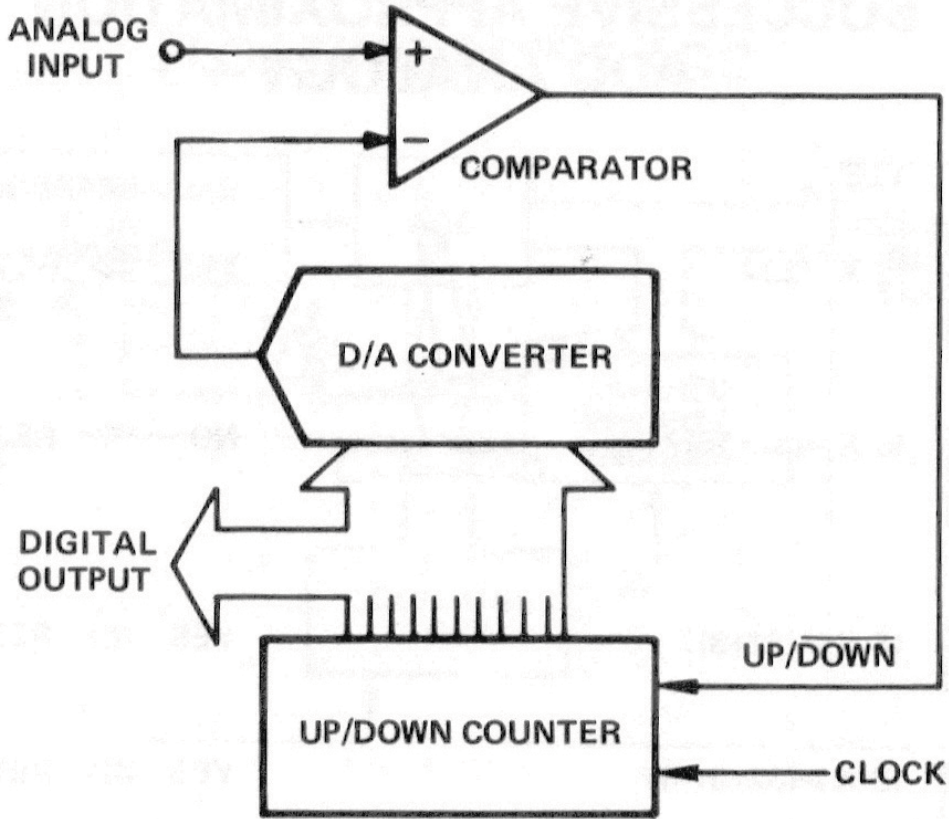 ANALOG
INPUT
+
−
COMPARATOR
D/A CONVERTER
DIGITAL
OUTPUT
UP/DOWN
UP/DOWN COUNTER
CLOCK